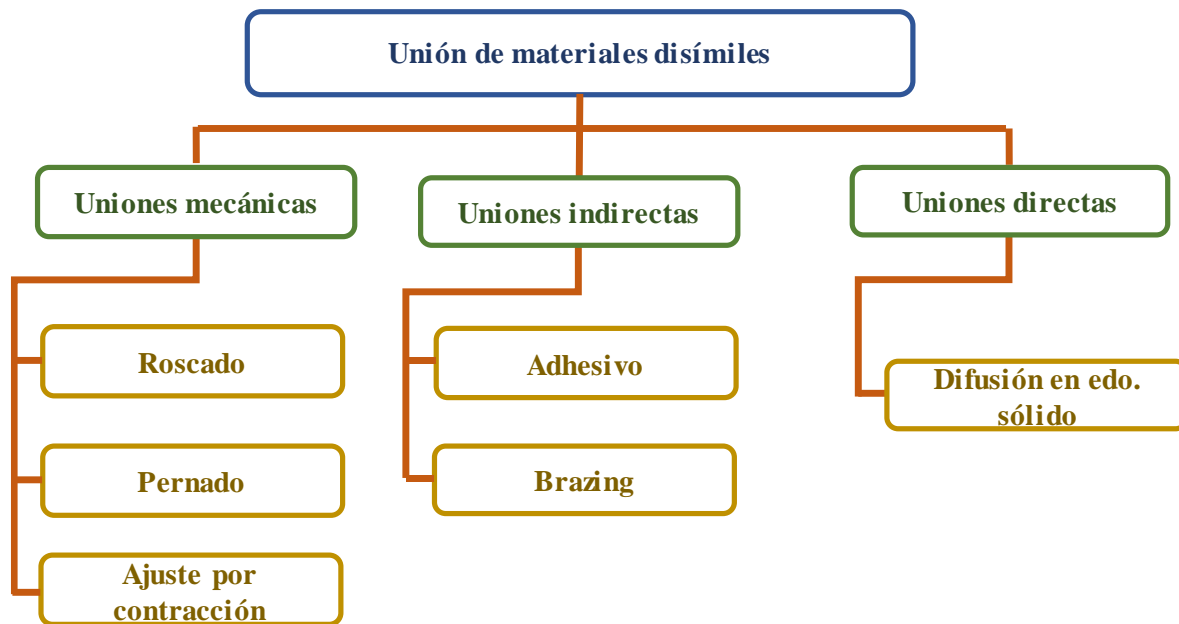 Unión de materiales disímiles
Uniones mecánicas
Uniones indirectas
Uniones directas
Roscado
Pernado
Ajuste por
contracción
Adhesivo
Brazing
Difusión en edo.
sólido